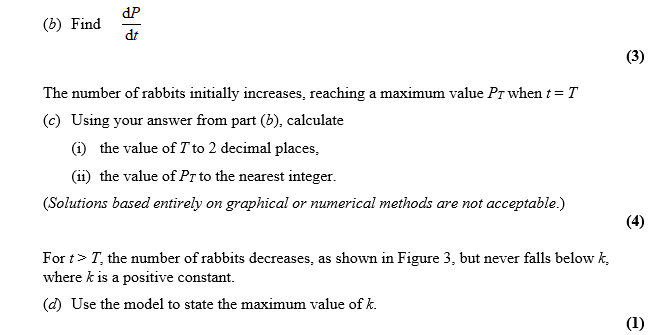 (b) Find dP/dt
(3)
The number of rabbits initially increases, reaching a maximum value P_T when t = T
(c) Using your answer from part (b), calculate
(i) the value of T to 2 decimal places,
(ii) the value of P_T to the nearest integer.
(Solutions based entirely on graphical or numerical methods are not acceptable.)
(4)
For t > T, the number of rabbits decreases, as shown in Figure 3, but never falls below k,
where k is a positive constant.
(d) Use the model to state the maximum value of k.
(1)